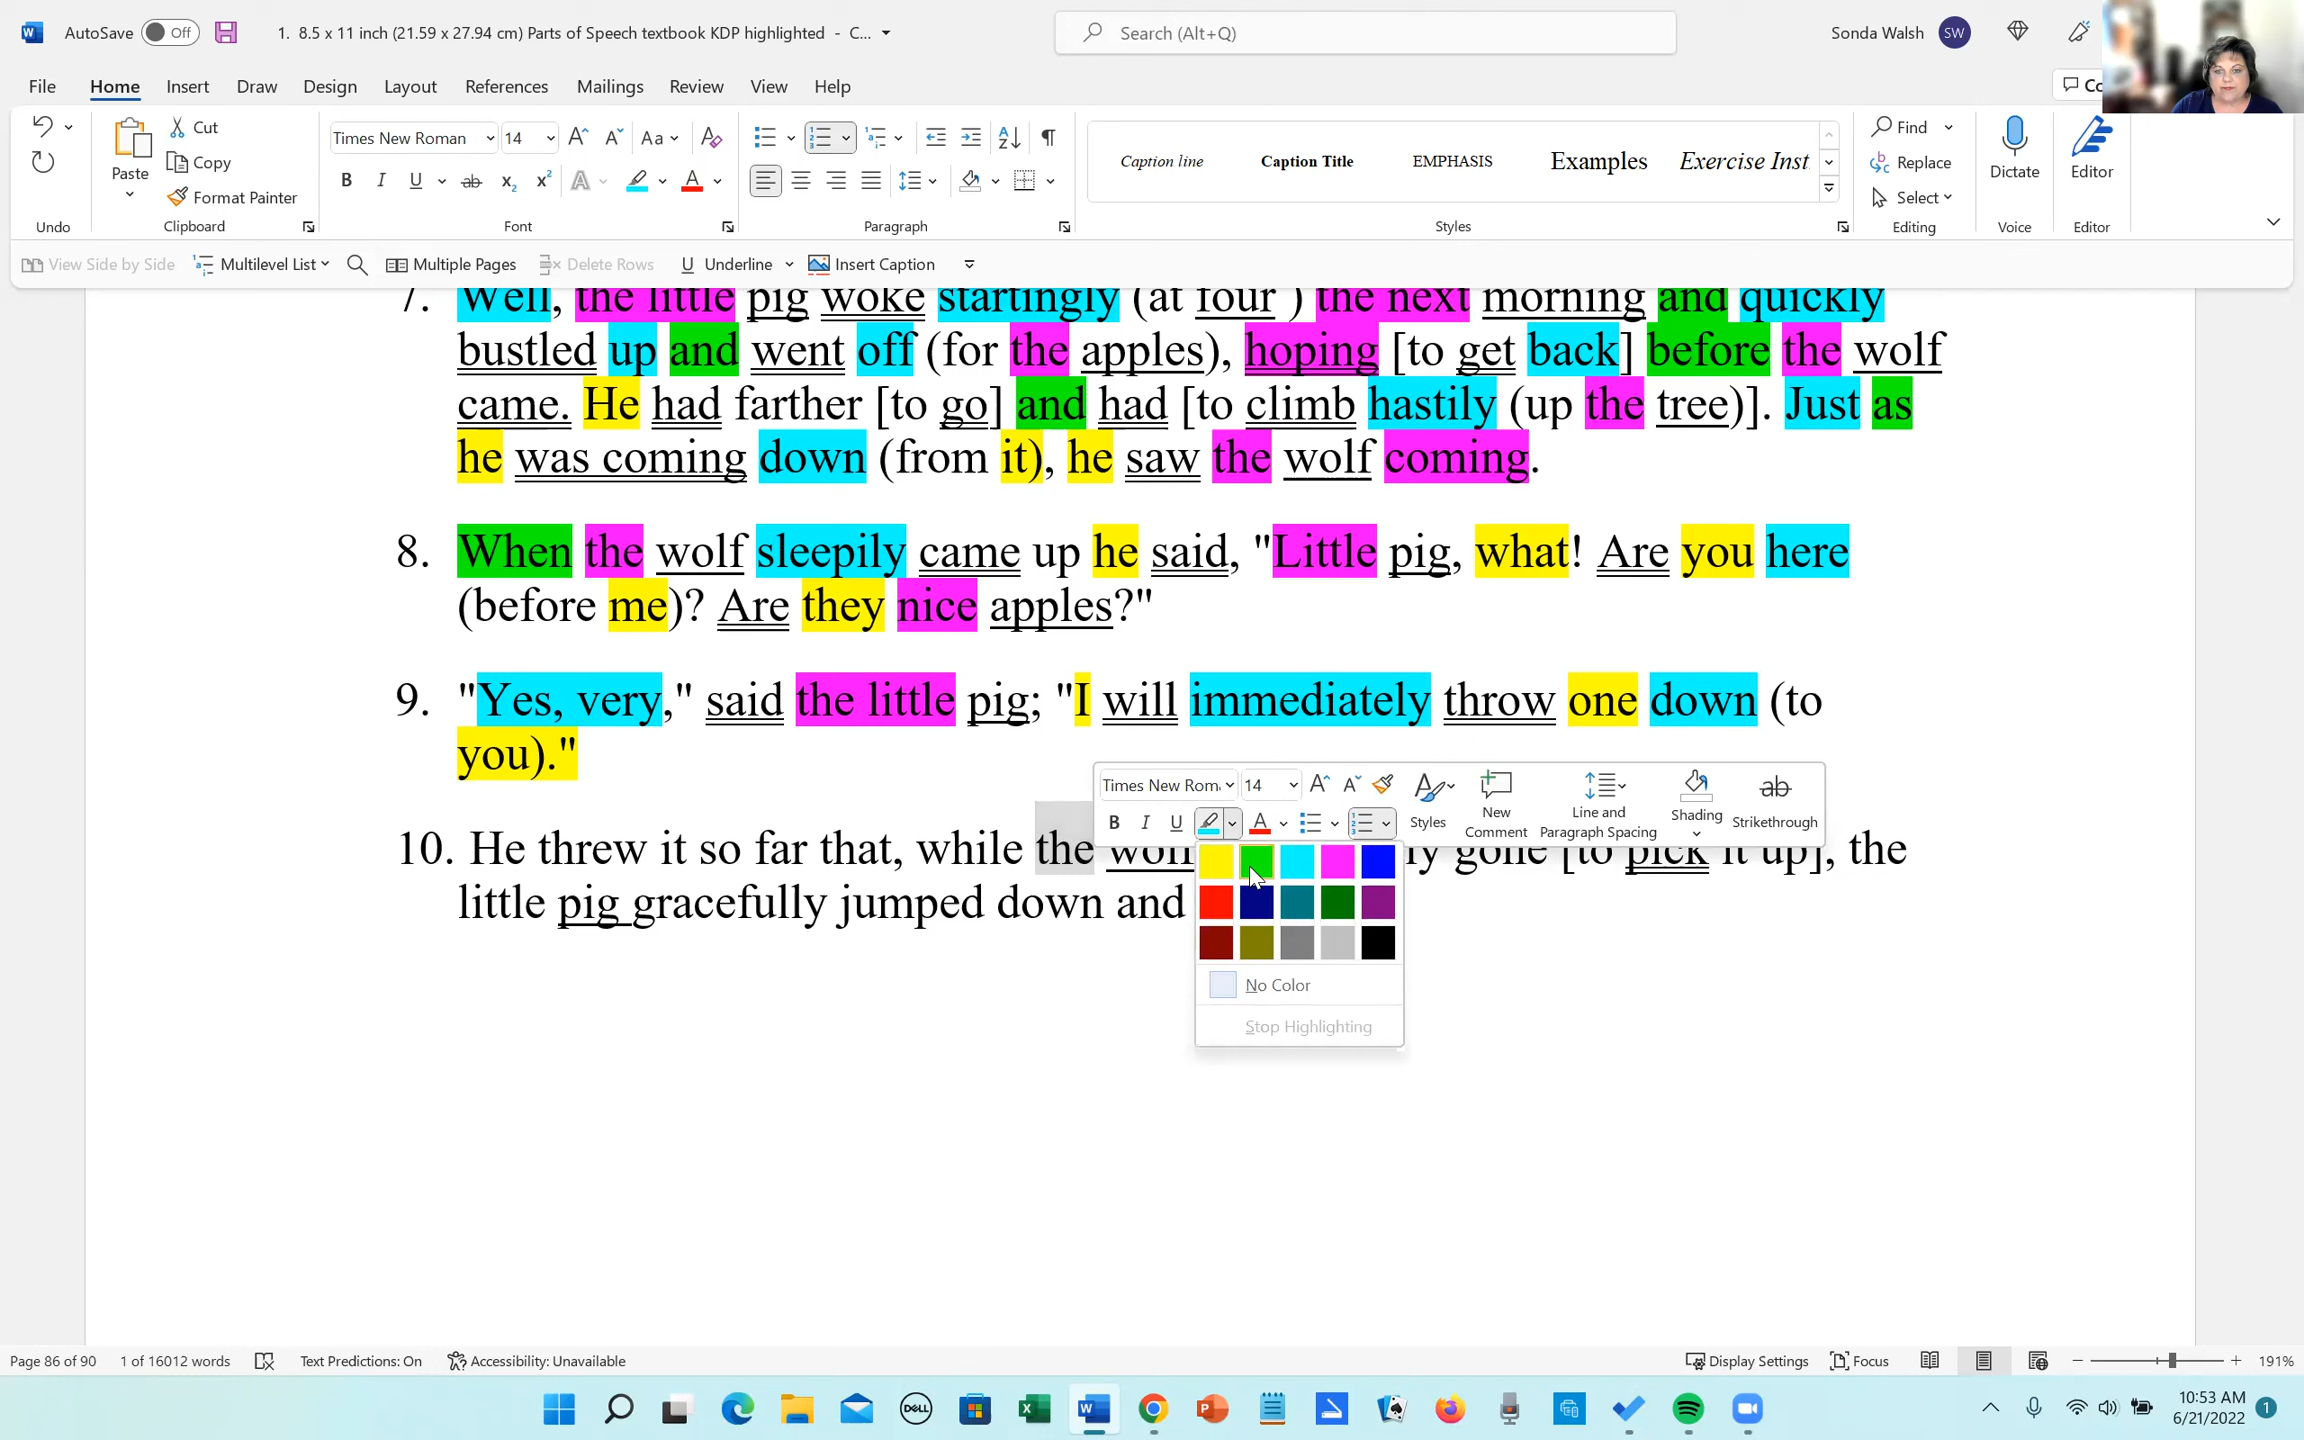 AutoSave Off 1. 8.5 x 11 inch (21.59 x 27.94 cm) Parts of Speech textbook KDP highlighted - C... Search (Alt+Q) Sonda Walsh SW
File Home Insert Draw Design Layout References Mailings Review View Help
Paste Cut Times New Roman 14 Aa Caption line Caption Title EMPHASIS Examples Exercise Inst Find Dictate Editor
Copy Replace
Format Painter Select
Undo Clipboard Font Paragraph Styles Editing Voice Editor
View Side by Side Multilevel List Multiple Pages Delete Rows Underline Insert Caption
7. Well, the little pig woke startingly (at four ) the next morning and quickly
bustled up and went off (for the apples), hoping [to get back] before the wolf
came. He had farther [to go] and had [to climb hastily (up the tree)]. Just as
he was coming down (from it), he saw the wolf coming.
8. When the wolf sleepily came up he said, "Little pig, what! Are you here
(before me)? Are they nice apples?"
9. "Yes, very," said the little pig; "I will immediately throw one down (to
you)."
Times New Rom 14 Styles New Comment Line and Paragraph Spacing Shading Strikethrough
10. He threw it so far that, while the wolf gone [to pick it up], the
little pig gracefully jumped down and
No Color
Stop Highlighting
Page 86 of 90 1 of 16012 words Text Predictions: On Accessibility: Unavailable Display Settings Focus 191%
DELL 10:53 AM
6/21/2022 1